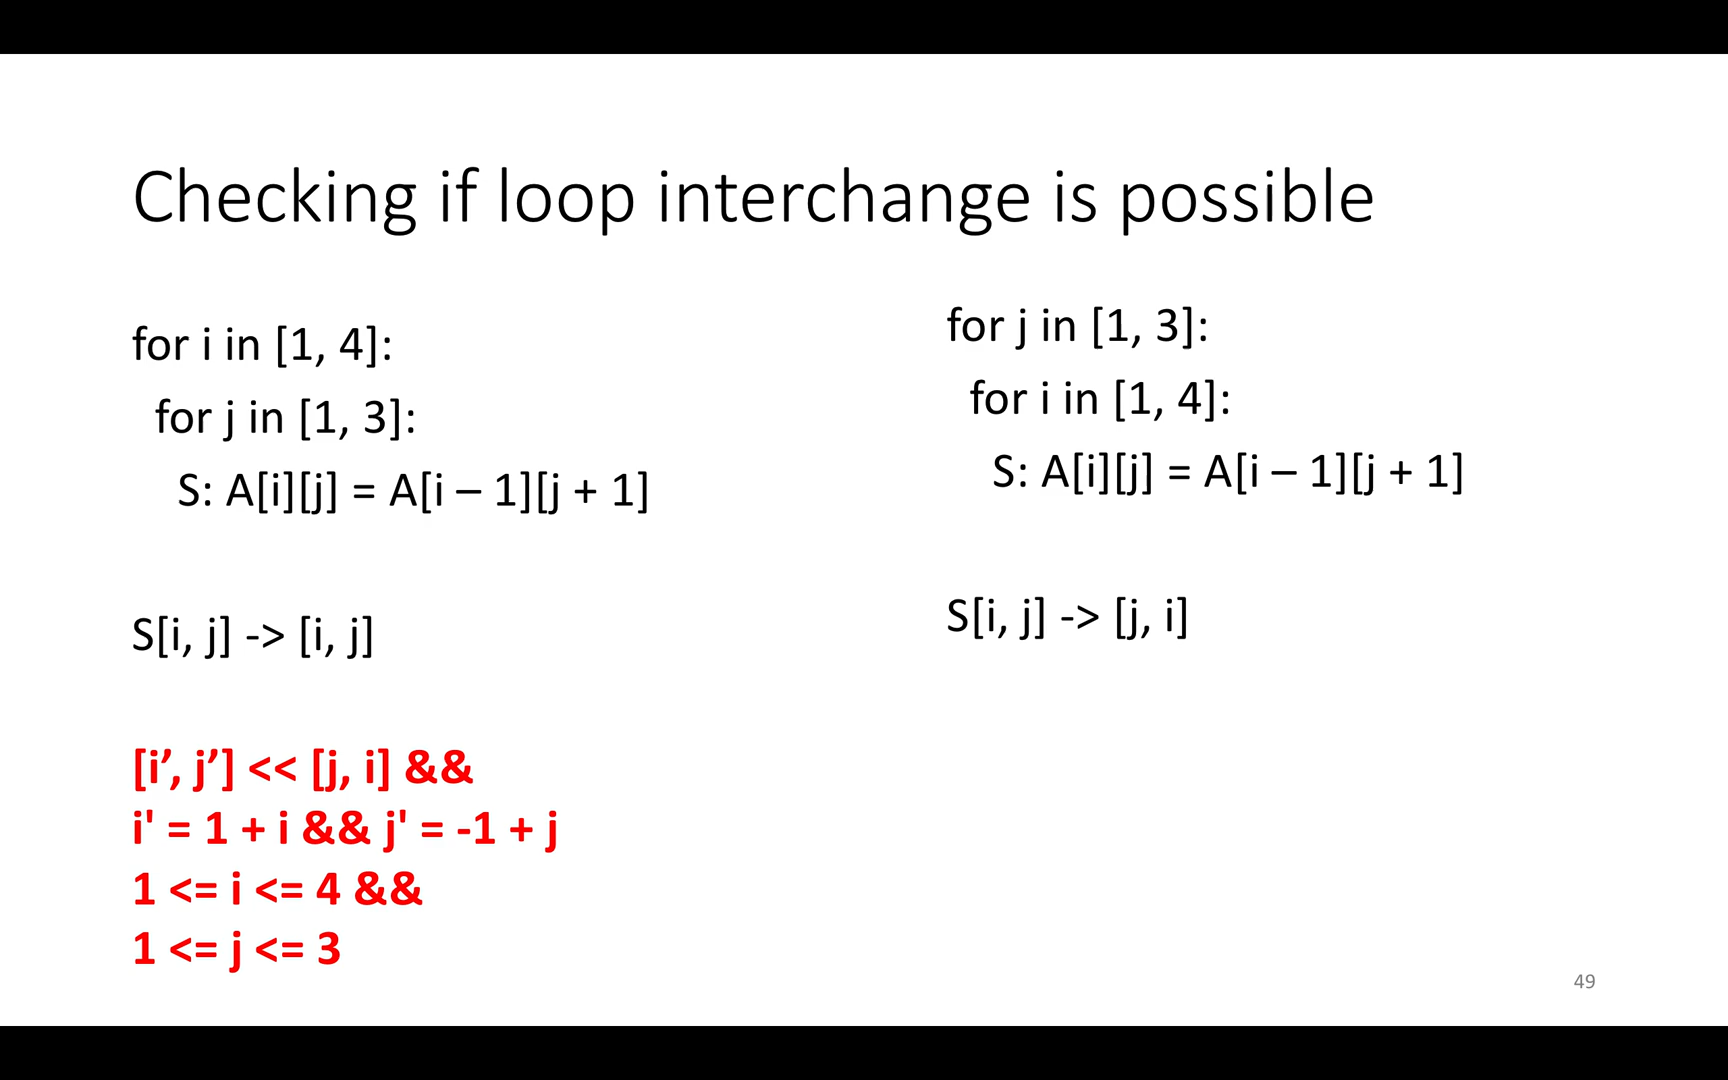 Checking if loop interchange is possible
for i in [1, 4]:
for j in [1, 3]:
S: A[i][j] = A[i – 1][j + 1]
S[i, j] -> [i, j]
[i’, j’] << [j, i] &&
i' = 1 + i && j' = -1 + j
1 <= i <= 4 &&
1 <= j <= 3
for j in [1, 3]:
for i in [1, 4]:
S: A[i][j] = A[i – 1][j + 1]
S[i, j] -> [j, i]
49